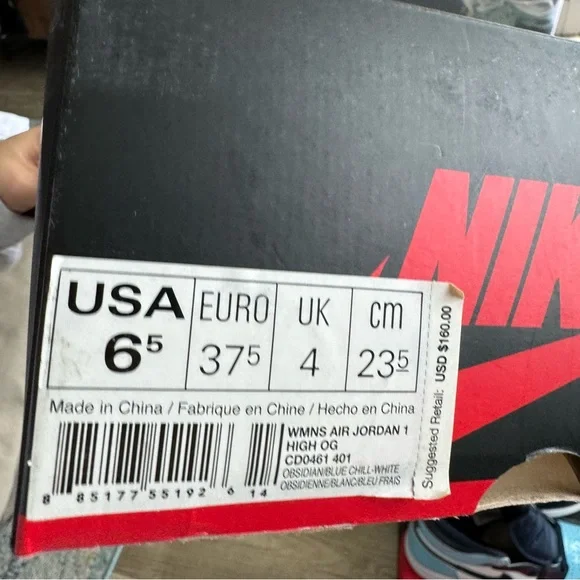 NIK
USA EURO UK cm
6⁵ 37⁵ 4 23⁵
Made in China / Fabrique en Chine / Hecho en China
WMNS AIR JORDAN 1
HIGH OG
CD0461 401
OBSIDIAN/BLUE CHILL-WHITE
OBSIDIENNE/BLANC/BLEU FRAIS
8 85177 55192 6 14
Suggested Retail: USD $160.00